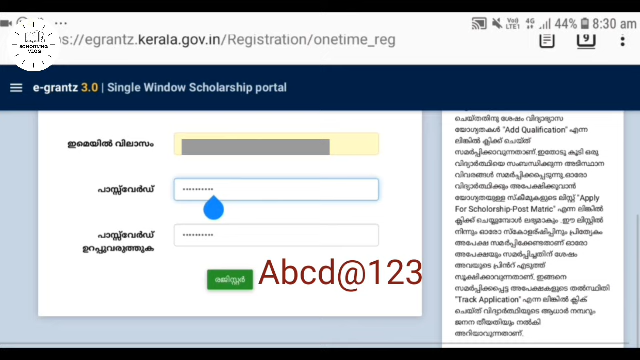 44% 8:30 am
s://egrantz.kerala.gov.in/Registration/onetime_reg
9
e-grantz 3.0 | Single Window Scholarship portal
ഇമെയിൽ വിലാസം
പാസ്സ്‌വേർഡ്
പാസ്സ്‌വേർഡ്
ഉറപ്പുവരുത്തുക
രജിസ്റ്റർ
Abcd@123
ചെയ്തതിനു ശേഷം വിദ്യാഭ്യാസ
യോഗ്യതകൾ "Add Qualification" എന്ന
ലിങ്കിൽ ക്ലിക്ക് ചെയ്ത്
സമർപ്പിക്കാവുന്നതാണ്.ഇതോടു കൂടി ഒരു
വിദ്യാർത്ഥിയെ സംബന്ധിക്കുന്ന അടിസ്ഥാന
വിവരങ്ങൾ സമർപ്പിക്കപ്പെടുന്നു.ഓരോ
വിദ്യാർത്ഥിക്കും അപേക്ഷിക്കുവാൻ
യോഗ്യതയുള്ള സ്കീമുകളുടെ ലിസ്റ്റ് "Apply
For Scholorship-Post Matric" എന്ന ലിങ്കിൽ
ക്ലിക്ക് ചെയ്യുമ്പോൾ ലഭ്യമാകും .ഈ ലിസ്റ്റിൽ
നിന്നും ഓരോ സ്കോളര്ഷിപ്പിനും പ്രത്യേകം
അപേക്ഷ സമർപ്പിക്കേണ്ടതാണ് ഓരോ
അപേക്ഷയും സമർപ്പിച്ചതിന് ശേഷം
അവയുടെ പ്രിൻറ് എടുത്ത്
സൂക്ഷിക്കാവുന്നതാണ്. ഇങ്ങനെ
സമർപ്പിക്കപ്പെട്ട അപേക്ഷകളുടെ തൽസ്ഥിതി
"Track Application" എന്ന ലിങ്കിൽ ക്ലിക്
ചെയ്ത് വിദ്യാർത്ഥിയുടെ ആധാർ നമ്പറും
ജനന തീയതിയും നൽകി
അറിയാവുന്നതാണ്.